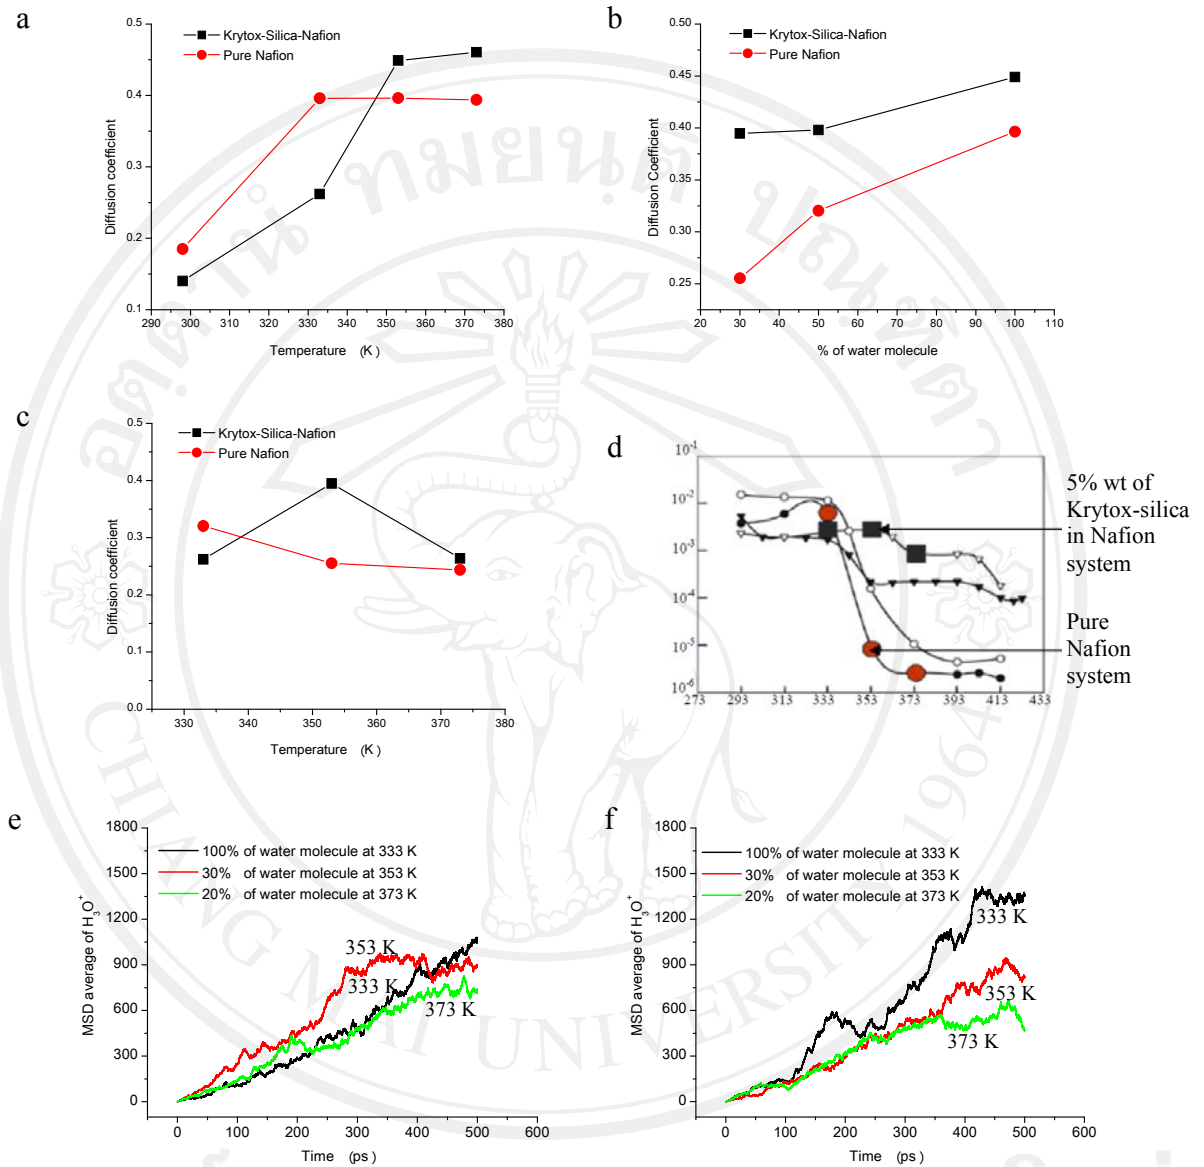 a
0.5
0.4
0.3
0.2
0.1
Diffusion coefficient
Krytox-Silica-Nafion
Pure Nafion
290 300 310 320 330 340 350 360 370 380
Temperature (K)
b
0.50
0.45
0.40
0.35
0.30
0.25
Diffusion Coefficient
Krytox-Silica-Nafion
Pure Nafion
20 30 40 50 60 70 80 90 100 110
% of water molecule
c
0.5
0.4
0.3
0.2
0.1
0.0
Diffusion coefficient
Krytox-Silica-Nafion
Pure Nafion
330 340 350 360 370 380
Temperature (K)
d
10-1
10-2
10-3
10-4
10-5
10-6
273 293 313 333 353 373 393 413 433
5% wt of
Krytox-silica
in Nafion
system
Pure
Nafion
system
e
1800
1500
1200
900
600
300
0
MSD average of H3O+
100% of water molecule at 333 K
30% of water molecule at 353 K
20% of water molecule at 373 K
353 K
333 K
373 K
0 100 200 300 400 500 600
Time (ps)
f
1800
1500
1200
900
600
300
0
MSD average of H3O+
100% of water molecule at 333 K
30% of water molecule at 353 K
20% of water molecule at 373 K
333 K
353 K
373 K
0 100 200 300 400 500 600
Time (ps)
CHIANG MAI UNIVERSITY 1964